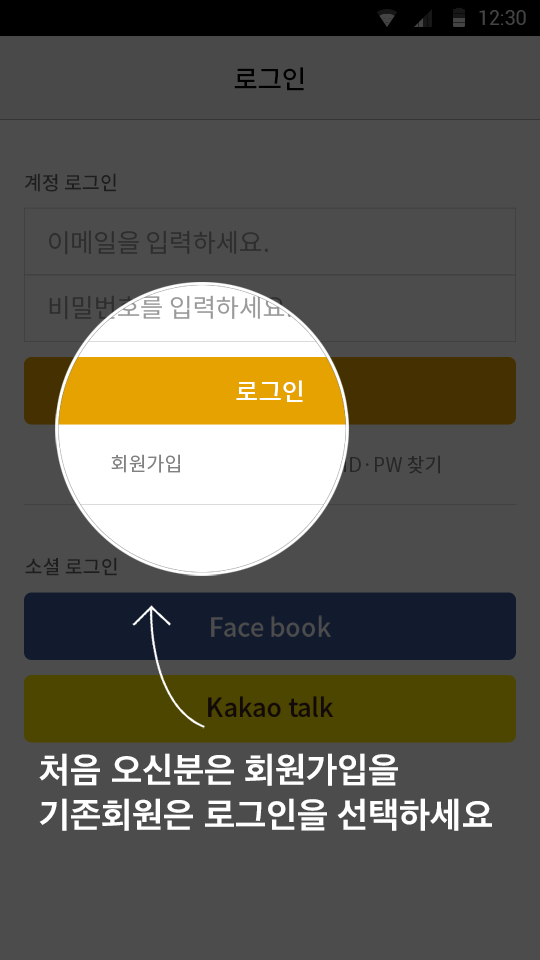 12:30
로그인
계정 로그인
이메일을 입력하세요.
비밀번호를 입력하세요.
로그인
회원가입 ID·PW 찾기
소셜 로그인
Face book
Kakao talk
처음 오신분은 회원가입을
기존회원은 로그인을 선택하세요